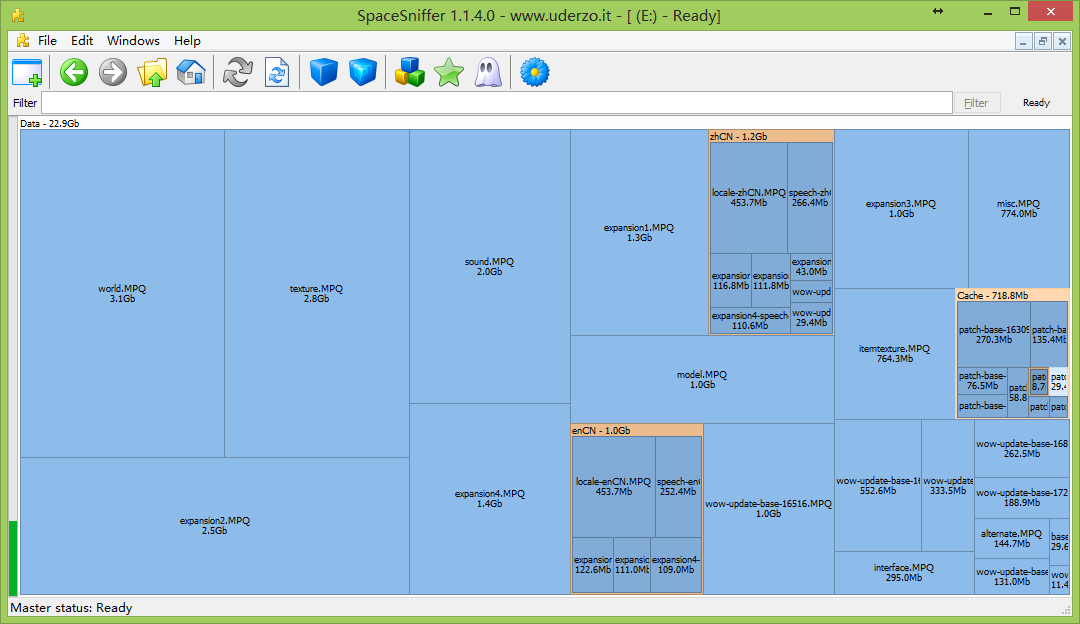 SpaceSniffer 1.1.4.0 - www.uderzo.it - [ (E:) - Ready]
File Edit Windows Help
Filter
Filter
Ready
Data - 22.9Gb
world.MPQ
3.1Gb
texture.MPQ
2.8Gb
expansion2.MPQ
2.5Gb
sound.MPQ
2.0Gb
expansion4.MPQ
1.4Gb
expansion1.MPQ
1.3Gb
zhCN - 1.2Gb
locale-zhCN.MPQ
453.7Mb
speech-zh
266.4Mb
expansion
116.8Mb
expansio
111.8Mb
expansion
43.0Mb
wow-upd
wow-upd
29.4Mb
expansion4-speech-
110.6Mb
model.MPQ
1.0Gb
enCN - 1.0Gb
locale-enCN.MPQ
453.7Mb
speech-en
252.4Mb
expansion
122.6Mb
expansio
111.0Mb
expansion4-
109.0Mb
wow-update-base-16516.MPQ
1.0Gb
expansion3.MPQ
1.0Gb
misc.MPQ
774.0Mb
itemtexture.MPQ
764.3Mb
Cache - 718.8Mb
patch-base-16309
270.3Mb
patch-ba
135.4Mb
patch-base-
76.5Mb
patch
58.8
pat
8.7
patc
29.4
patch-base-
patc
patc
wow-update-base-16
552.6Mb
wow-update
333.5Mb
wow-update-base-168
262.5Mb
wow-update-base-172
188.9Mb
alternate.MPQ
144.7Mb
base
29.6
interface.MPQ
295.0Mb
wow-update-base
131.0Mb
wow
11.4
Master status: Ready